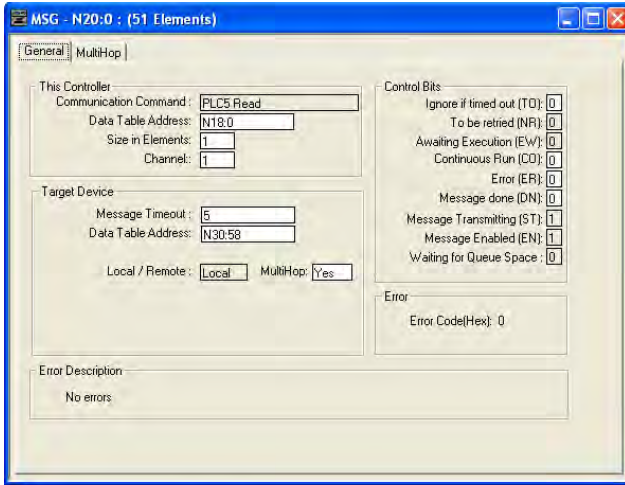 MSG - N20:0 : (51 Elements)
General MultiHop
This Controller
Communication Command : PLC5 Read
Data Table Address: N18:0
Size in Elements: 1
Channel: 1
Target Device
Message Timeout : 5
Data Table Address: N30:58
Local / Remote : Local MultiHop: Yes
Control Bits
Ignore if timed out (TO): 0
To be retried (NR): 0
Awaiting Execution (EW): 0
Continuous Run (CO): 0
Error (ER): 0
Message done (DN): 0
Message Transmitting (ST): 1
Message Enabled (EN): 1
Waiting for Queue Space : 0
Error
Error Code(Hex): 0
Error Description
No errors